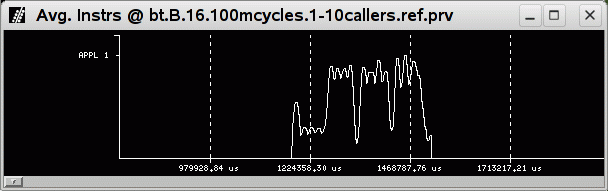 Avg. Instrs @ bt.B.16.100mcycles.1-10callers.ref.prv
APPL 1
979928,84 us 1224358,30 us 1468787,76 us 1713217,21 us